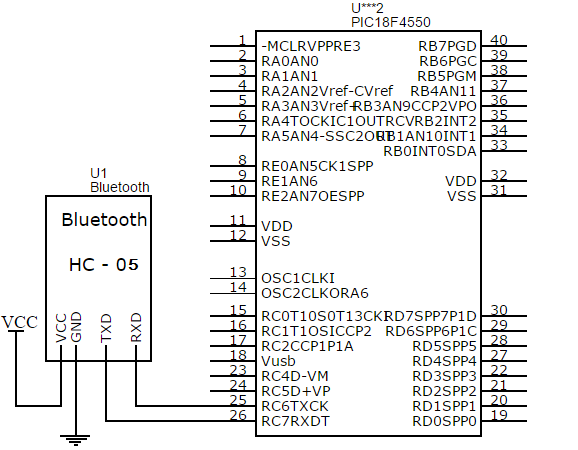 U***2
PIC18F4550
1 -MCLRVPPRE3 RB7PGD 40
2 RA0AN0 RB6PGC 39
3 RA1AN1 RB5PGM 38
4 RA2AN2Vref-CVref RB4AN11 37
5 RA3AN3Vref+ RB3AN9CCP2VPO 36
6 RA4TOCKIC1OUTRCV RB2INT2 35
7 RA5AN4-SSC2OUT RB1AN10INT1 34
RB0INT0SDA 33
8 RE0AN5CK1SPP
9 RE1AN6 VDD 32
10 RE2AN7OESPP VSS 31
11 VDD
12 VSS
13 OSC1CLKI
14 OSC2CLKORA6
15 RC0T10S0T13CKI RD7SPP7P1D 30
16 RC1T1OSICCP2 RD6SPP6P1C 29
17 RC2CCP1P1A RD5SPP5 28
18 Vusb RD4SPP4 27
23 RC4D-VM RD3SPP3 22
24 RC5D+VP RD2SPP2 21
25 RC6TXCK RD1SPP1 20
26 RC7RXDT RD0SPP0 19
U1
Bluetooth
Bluetooth
HC - 05
VCC
GND
TXD
RXD
VCC